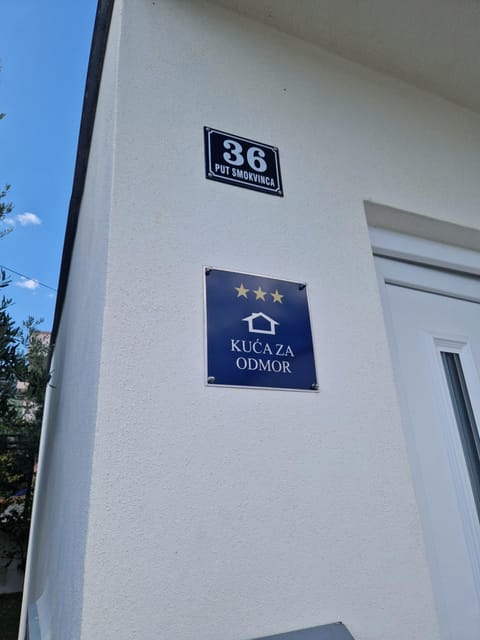 36
PUT SMOKVINCA
KUĆA ZA
ODMOR